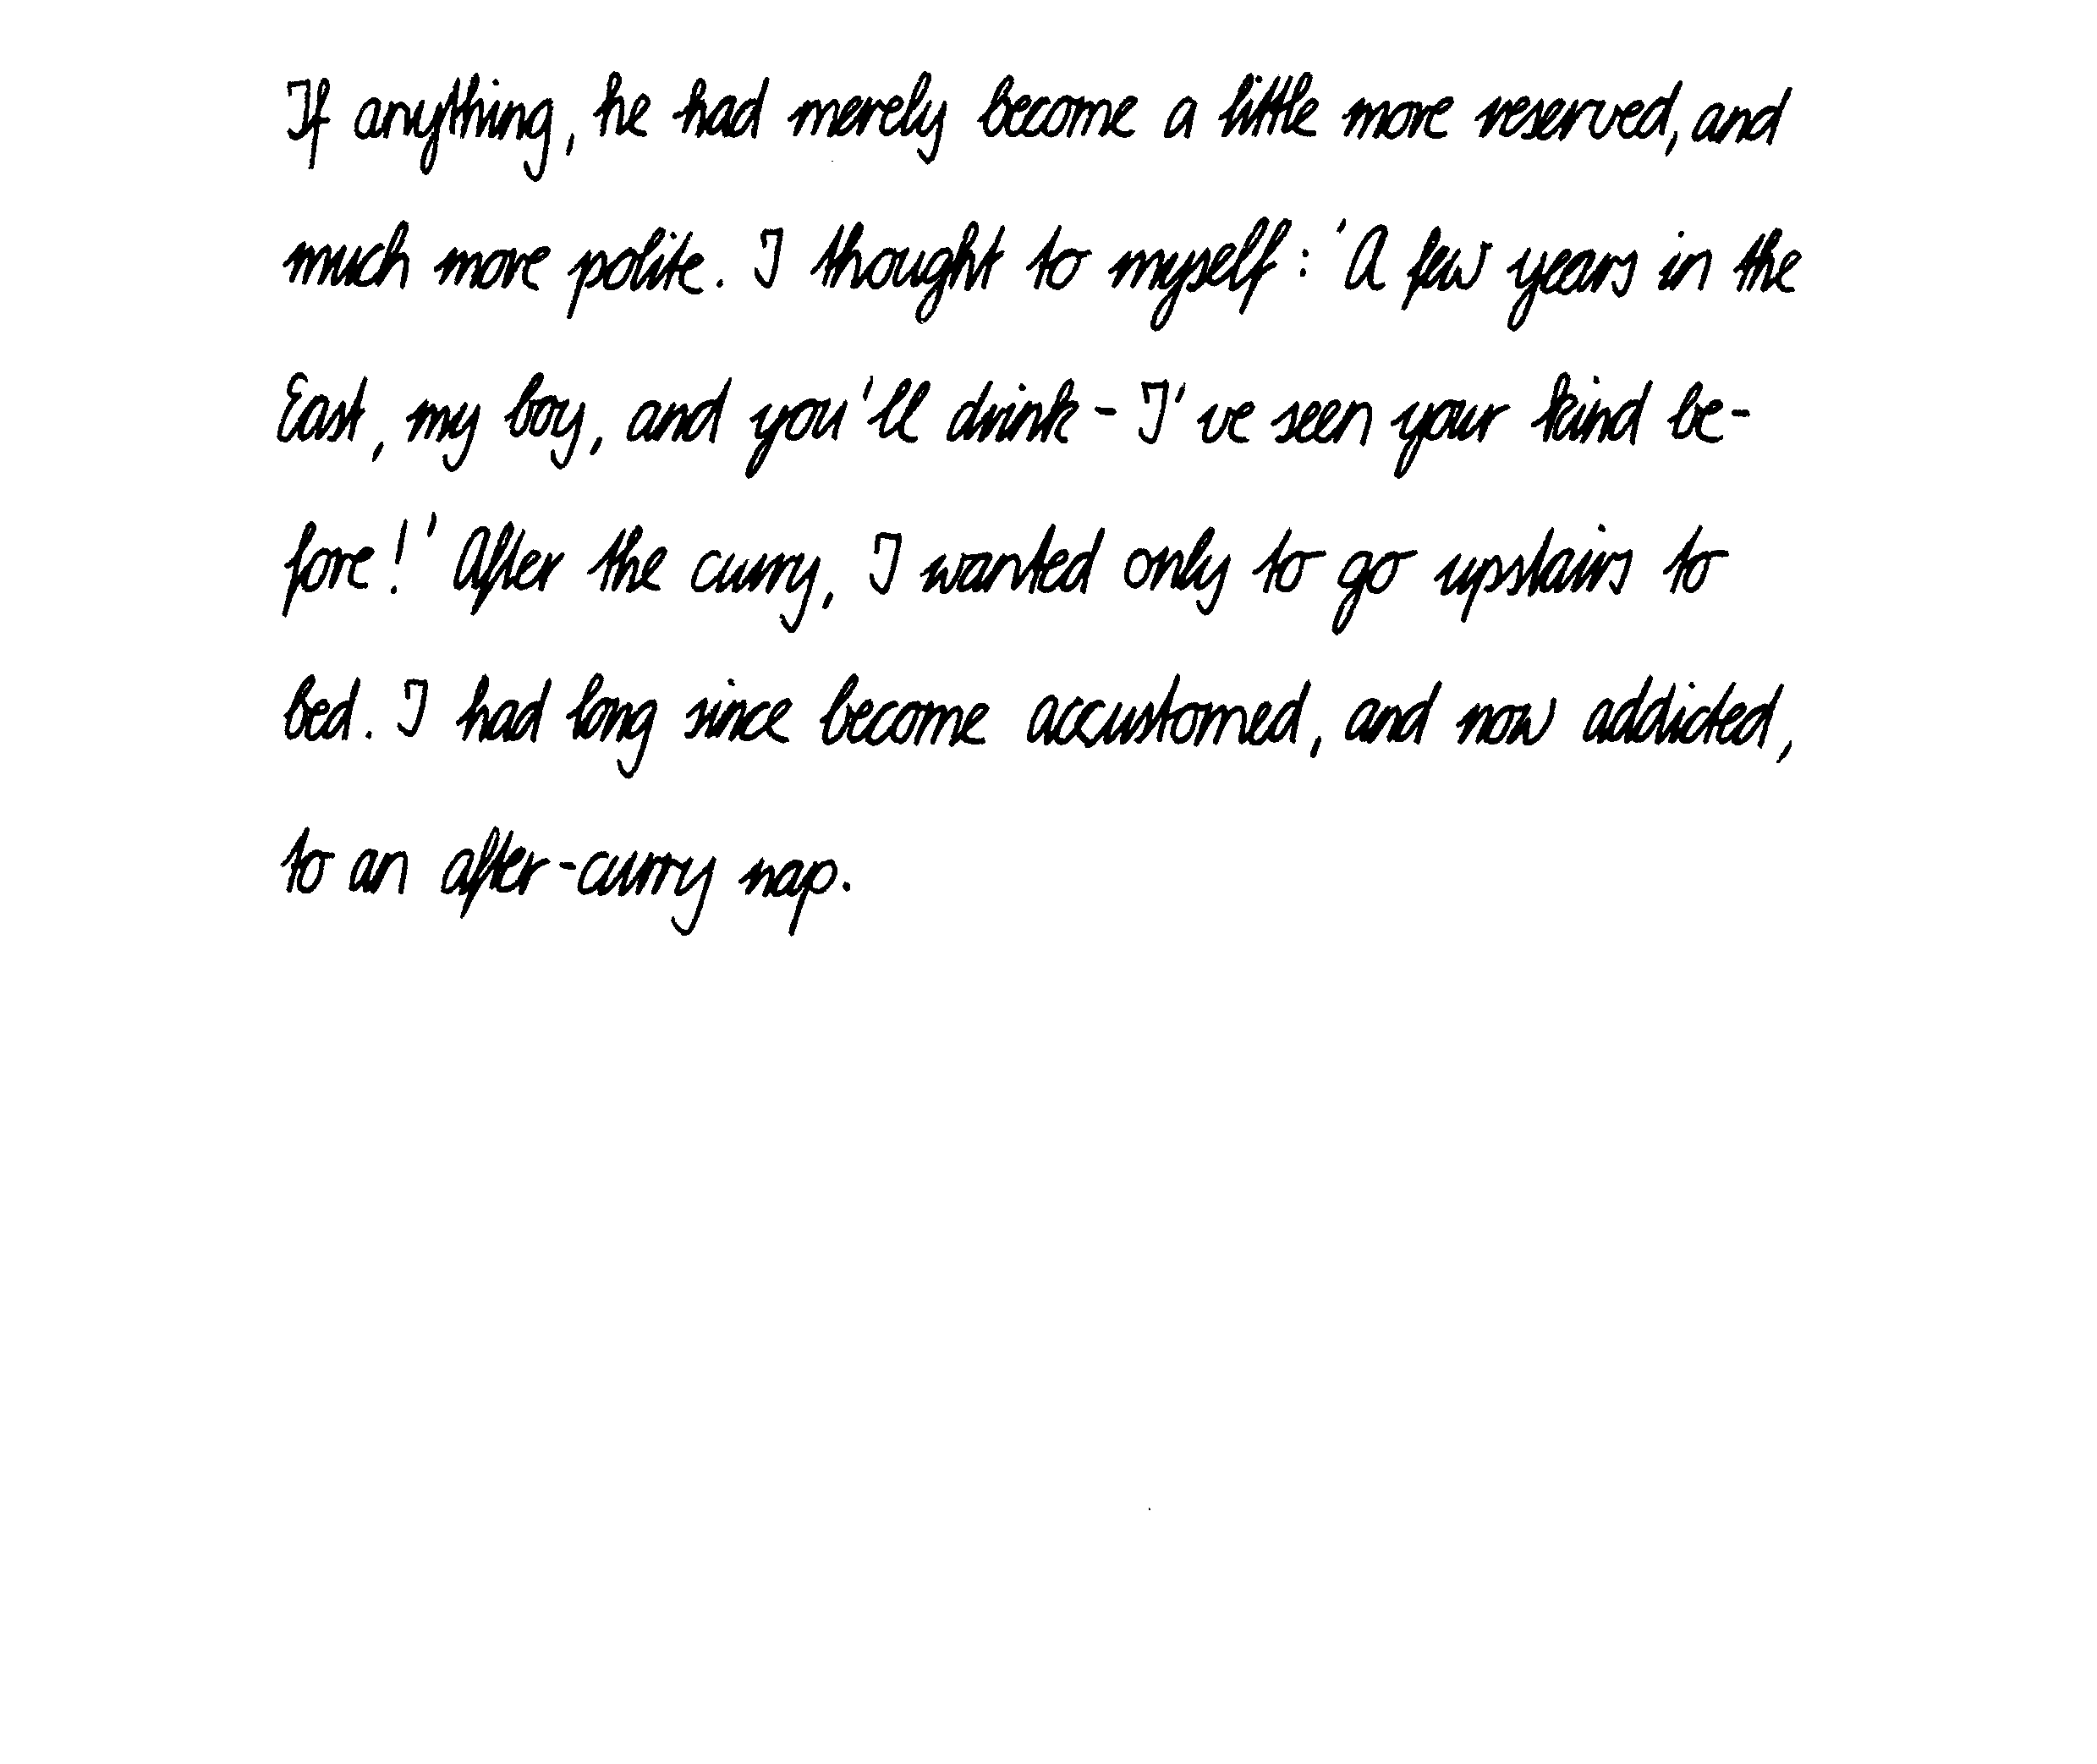 If anything, he had merely become a little more reserved, and
much more polite. I thought to myself: 'A few years in the
East, my boy, and you'll drink - I've seen your kind be-
fore!' After the curry, I wanted only to go upstairs to
bed. I had long since become accustomed, and now addicted,
to an after-curry nap.